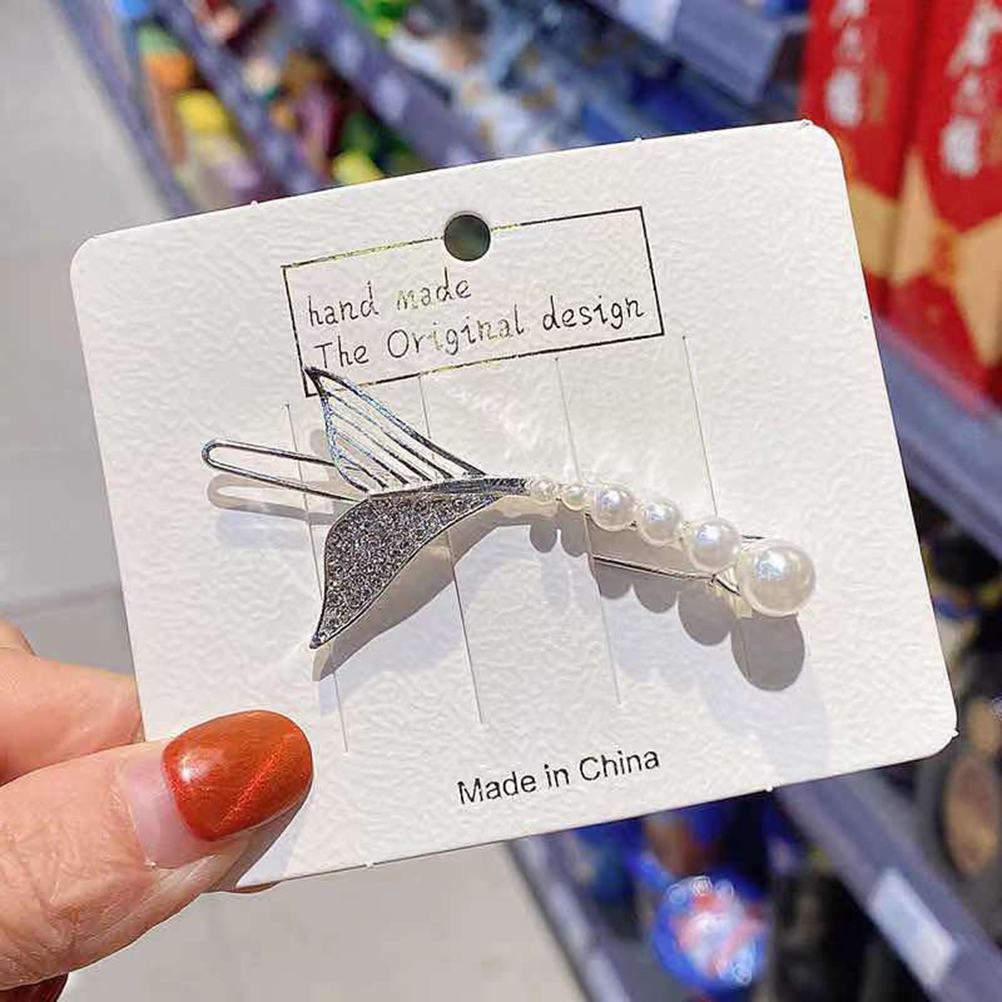 hand made
The Original design
Made in China